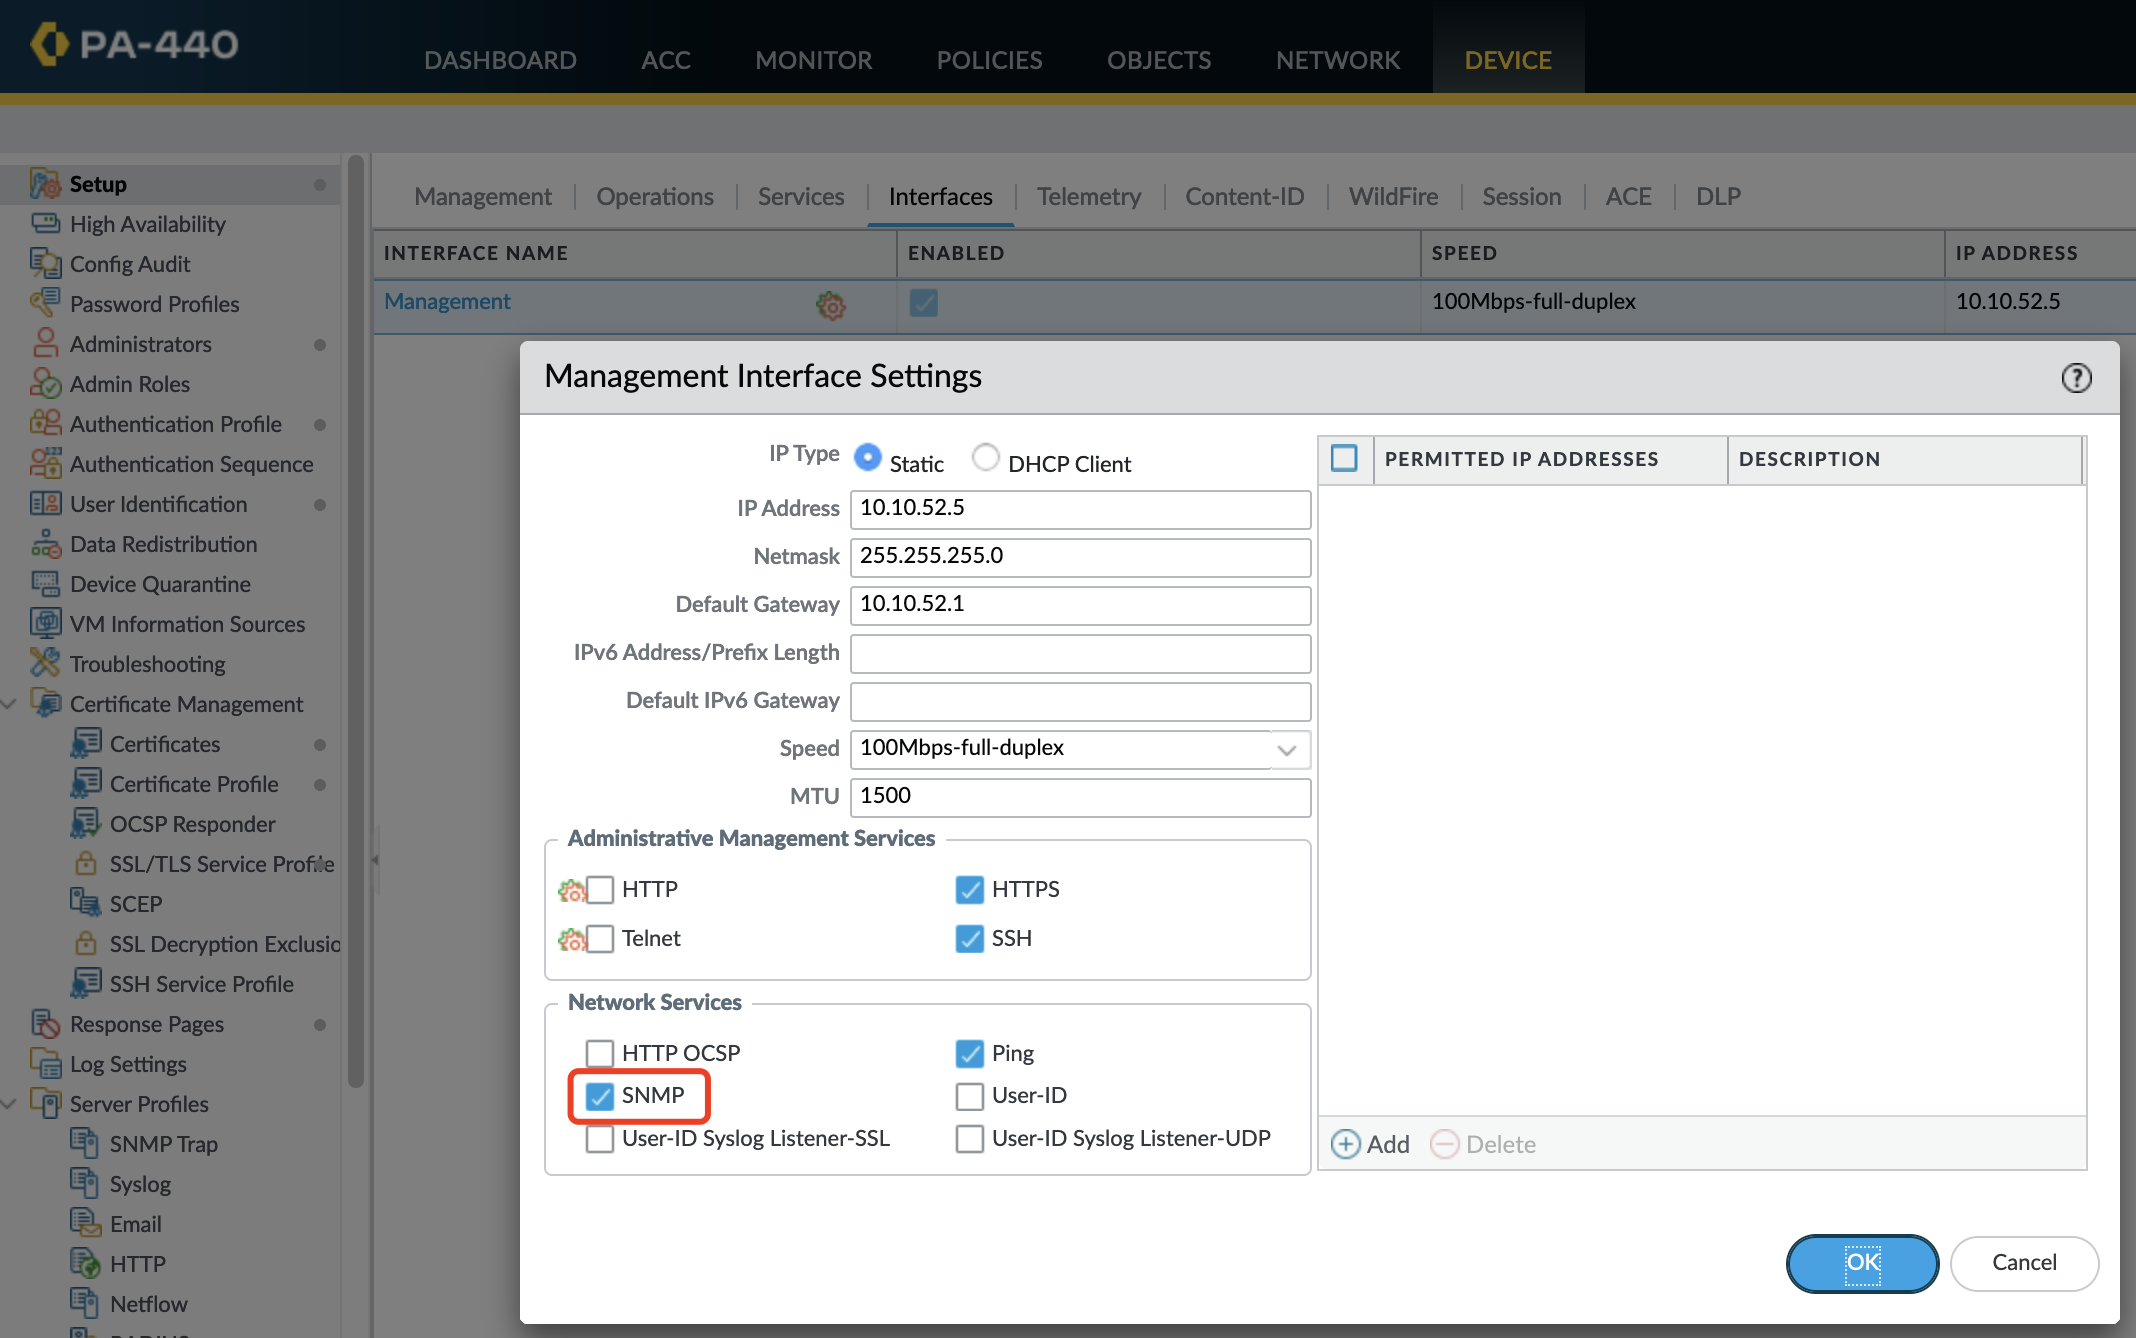 PA-440
DASHBOARD ACC MONITOR POLICIES OBJECTS NETWORK DEVICE
Setup
High Availability
Config Audit
Password Profiles
Administrators
Admin Roles
Authentication Profile
Authentication Sequence
User Identification
Data Redistribution
Device Quarantine
VM Information Sources
Troubleshooting
Certificate Management
Certificates
Certificate Profile
OCSP Responder
SSL/TLS Service Profile
SCEP
SSL Decryption Exclusio
SSH Service Profile
Response Pages
Log Settings
Server Profiles
SNMP Trap
Syslog
Email
HTTP
Netflow
Management Operations Services Interfaces Telemetry Content-ID WildFire Session ACE DLP
INTERFACE NAME ENABLED SPEED IP ADDRESS
Management 100Mbps-full-duplex 10.10.52.5
Management Interface Settings
?
IP Type Static DHCP Client
IP Address 10.10.52.5
Netmask 255.255.255.0
Default Gateway 10.10.52.1
IPv6 Address/Prefix Length
Default IPv6 Gateway
Speed 100Mbps-full-duplex
MTU 1500
Administrative Management Services
HTTP HTTPS
Telnet SSH
Network Services
HTTP OCSP Ping
SNMP User-ID
User-ID Syslog Listener-SSL User-ID Syslog Listener-UDP
PERMITTED IP ADDRESSES DESCRIPTION
Add Delete
OK Cancel